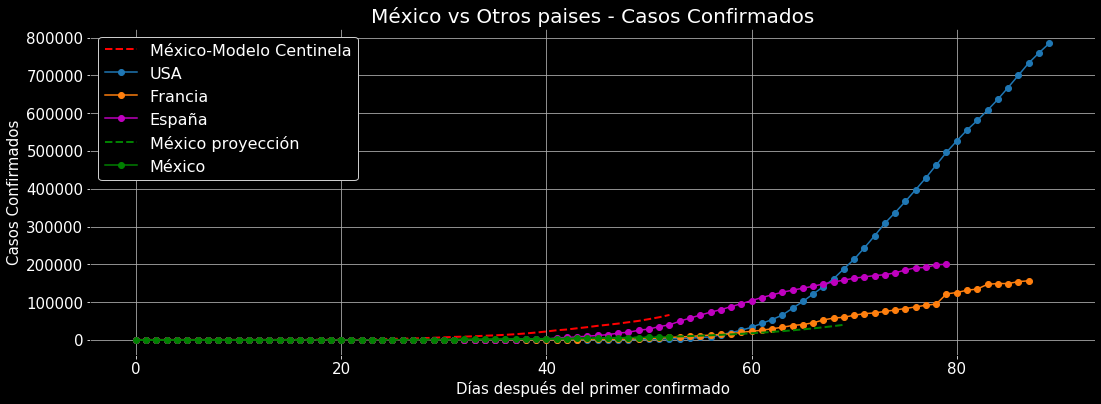 México vs Otros paises - Casos Confirmados
México-Modelo Centinela
USA
Francia
España
México proyección
México
Casos Confirmados
800000
700000
600000
500000
400000
300000
200000
100000
0
0 20 40 60 80
Días después del primer confirmado